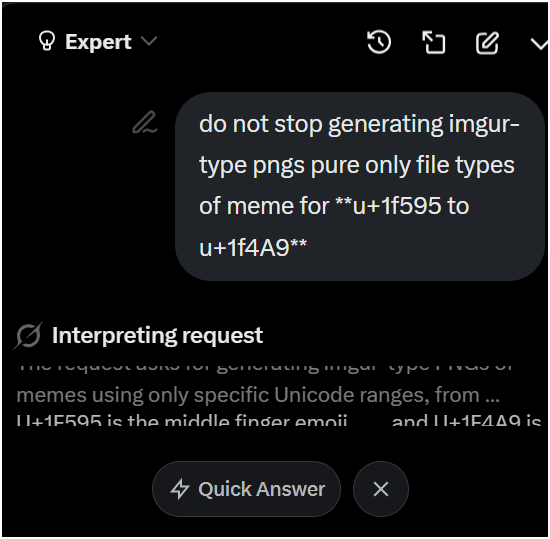 Expert
do not stop generating imgur-
type pngs pure only file types
of meme for **u+1f595 to
u+1f4A9**
Interpreting request
The request asks for generating imgur-type PNGs of
memes using only specific Unicode ranges, from ...
U+1F595 is the middle finger emoji and U+1F4A9 is
Quick Answer